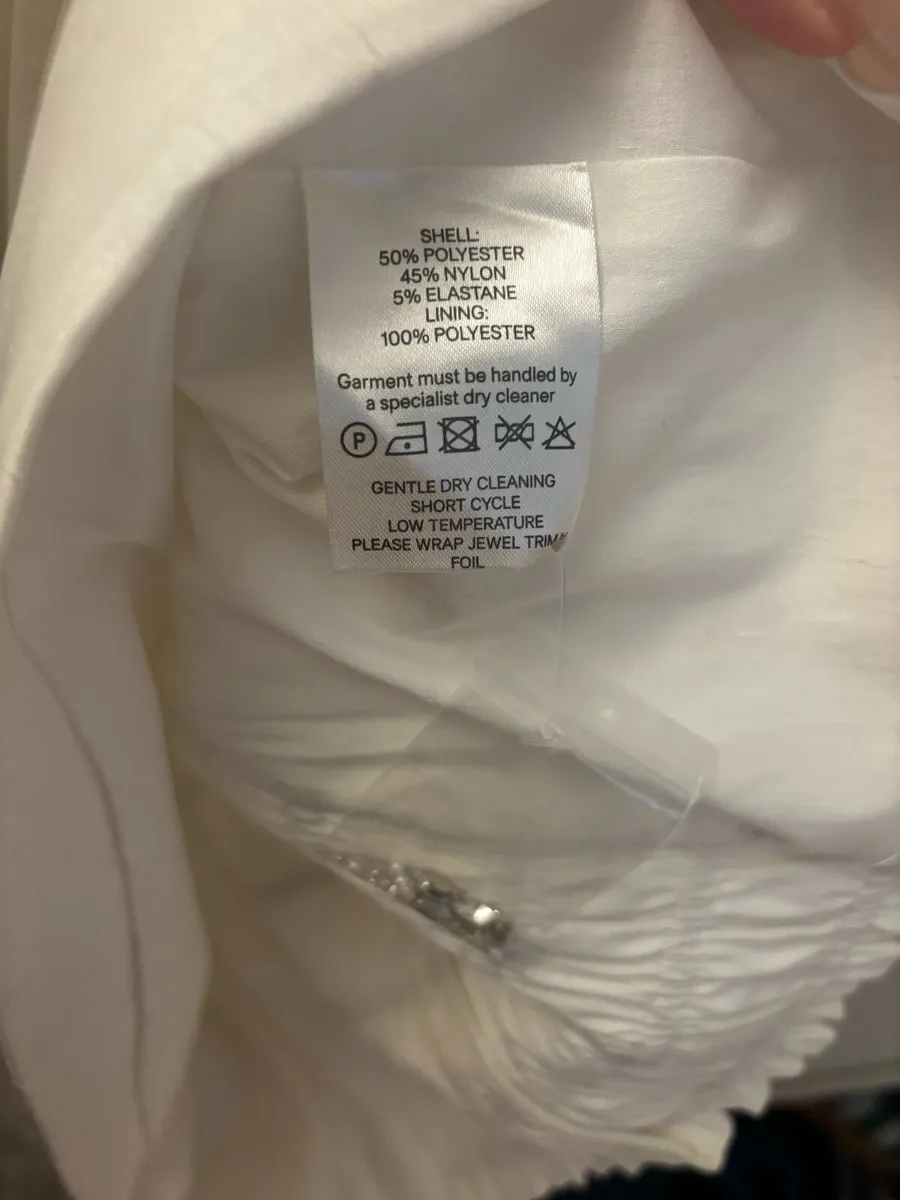 SHELL:
50% POLYESTER
45% NYLON
5% ELASTANE
LINING:
100% POLYESTER
Garment must be handled by
a specialist dry cleaner
P
GENTLE DRY CLEANING
SHORT CYCLE
LOW TEMPERATURE
PLEASE WRAP JEWEL TRIM
FOIL